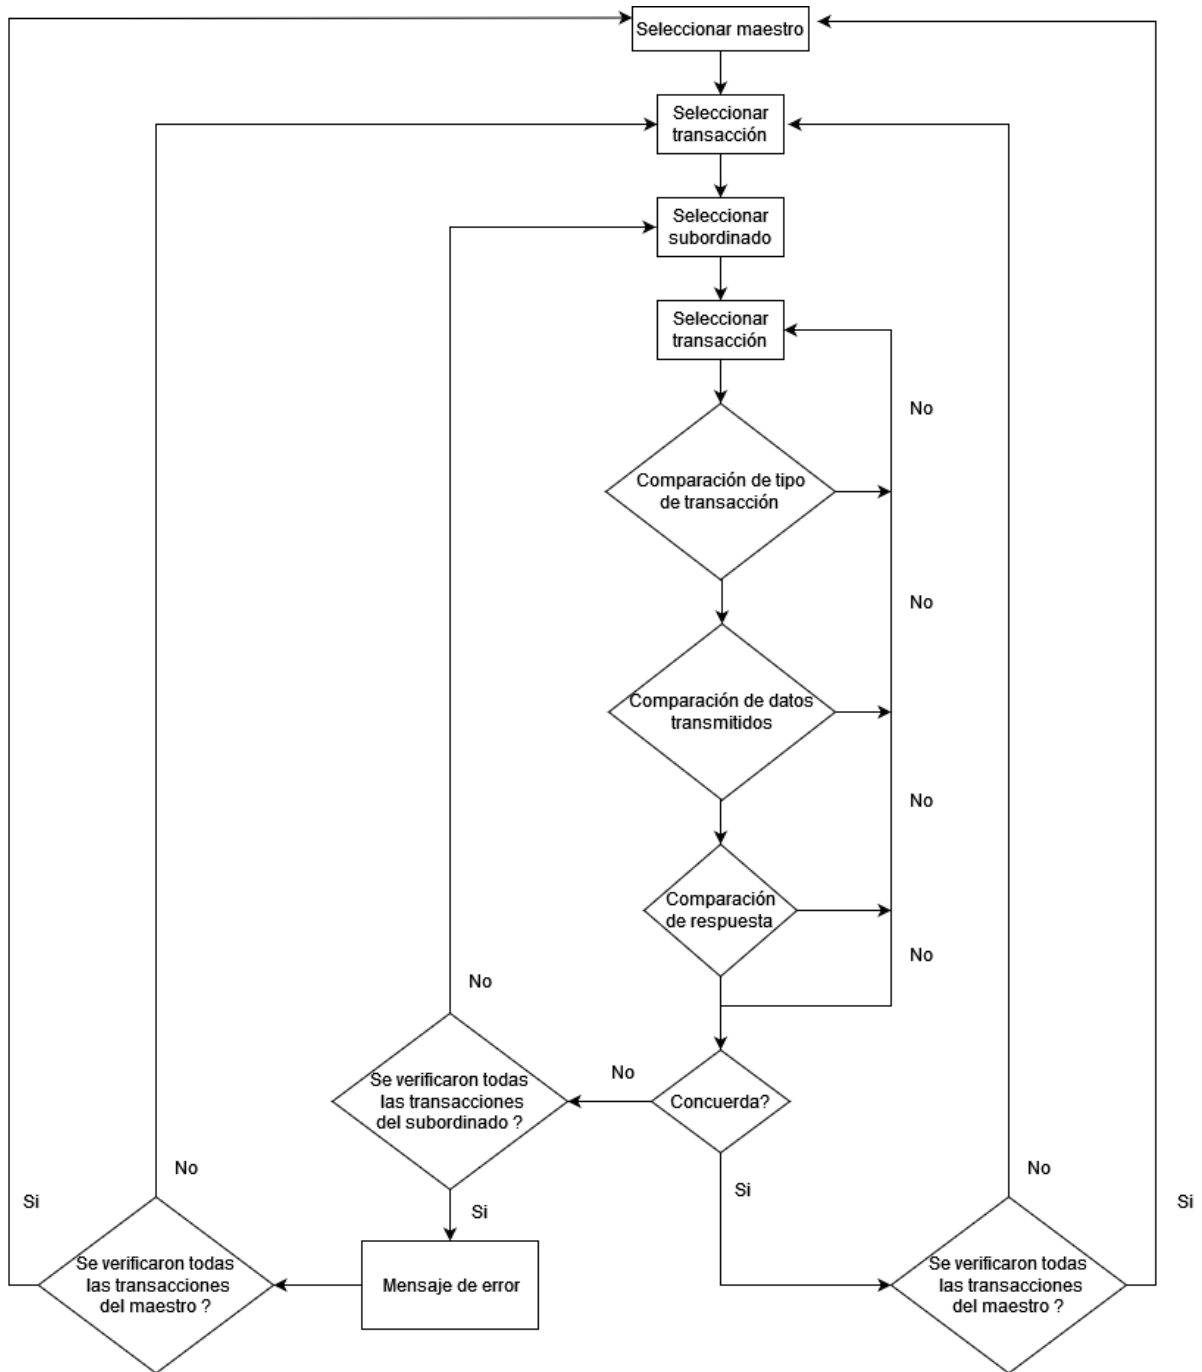 Seleccionar maestro
Seleccionar
transacción
Seleccionar
subordinado
Seleccionar
transacción
No
Comparación de tipo
de transacción
No
Comparación de datos
transmitidos
No
Comparación
de respuesta
No
No
Se verificaron todas
las transacciones
del subordinado ?
No
Concuerda?
No
Si
Si
Si
No
Si
Se verificaron todas
las transacciones
del maestro ?
Mensaje de error
Se verificaron todas
las transacciones
del maestro ?